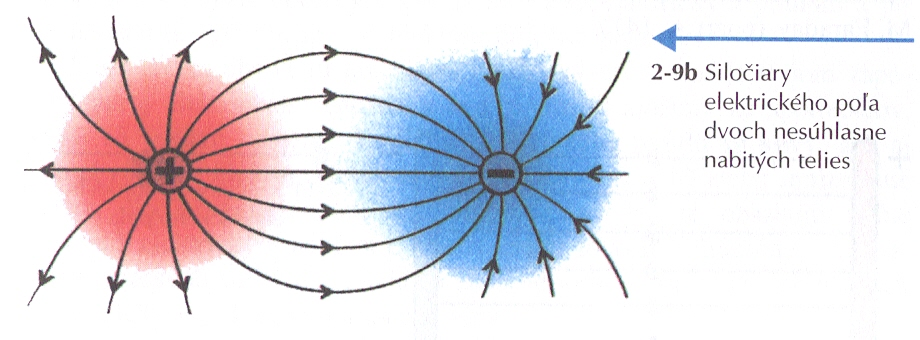 2-9b Siločiary
elektrického poľa
dvoch nesúhlasne
nabitých telies
+
−